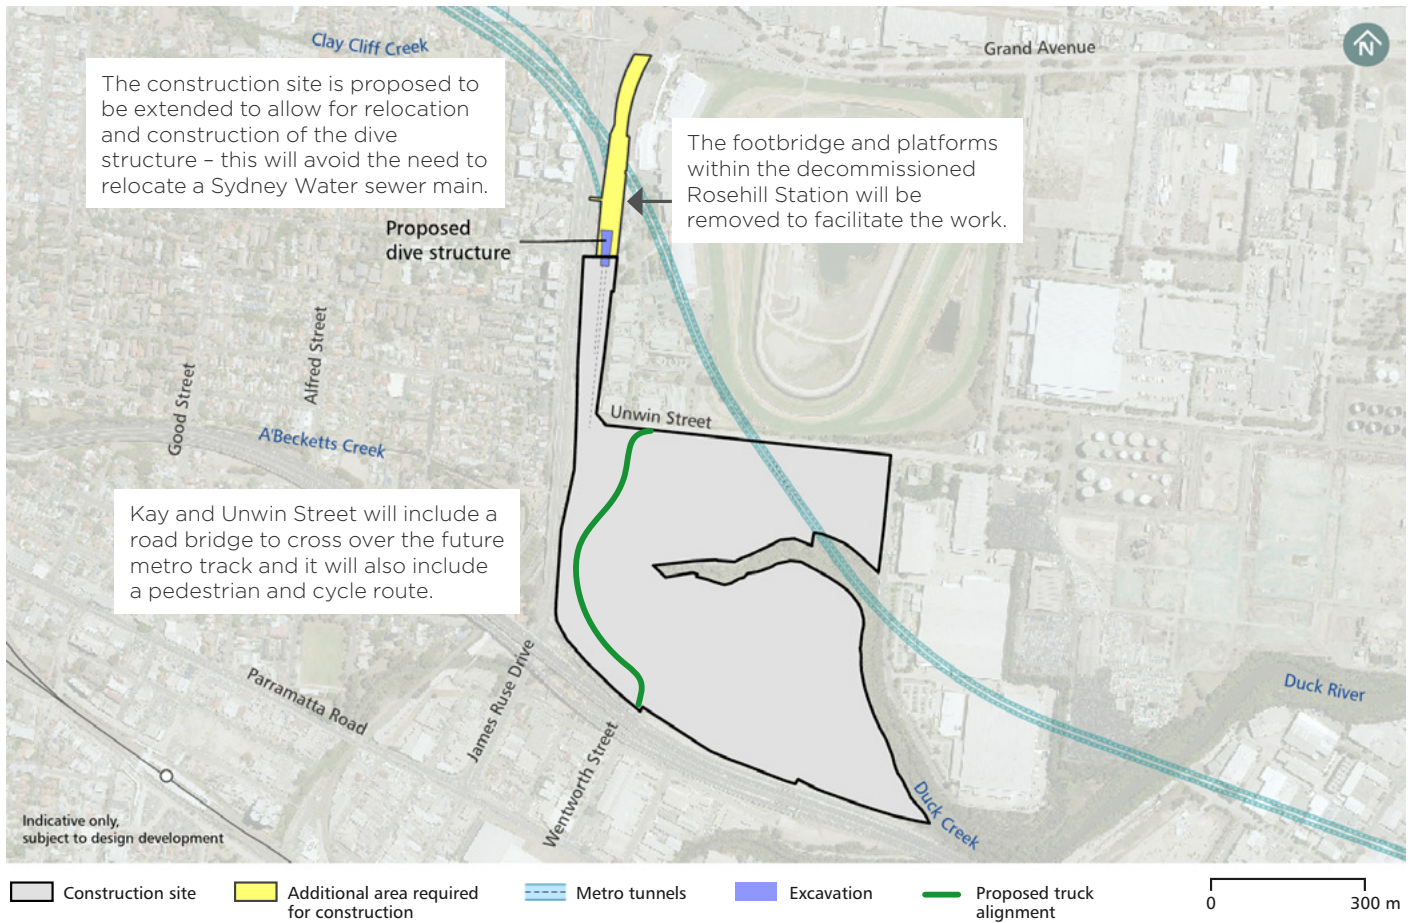 Clay Cliff Creek
Grand Avenue
N
The construction site is proposed to
be extended to allow for relocation
and construction of the dive
structure – this will avoid the need to
relocate a Sydney Water sewer main.
The footbridge and platforms
within the decommissioned
Rosehill Station will be
removed to facilitate the work.
Proposed
dive structure
Alfred Street
Good Street
A'Becketts Creek
Unwin Street
Kay and Unwin Street will include a
road bridge to cross over the future
metro track and it will also include
a pedestrian and cycle route.
Parramatta Road
James Ruse Drive
Wentworth Street
Duck River
Duck Creek
Indicative only,
subject to design development
Construction site
Additional area required
for construction
Metro tunnels
Excavation
Proposed truck
alignment
0 300 m